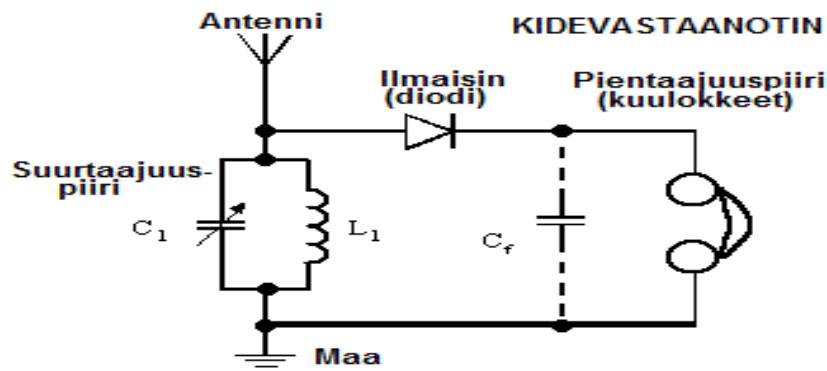 Antenni
KIDEVASTAANOTIN
Ilmaisin
(diodi)
Pientaajuuspiiri
(kuulokkeet)
Suurtaajuus-
piiri
C1
L1
Cf
Maa